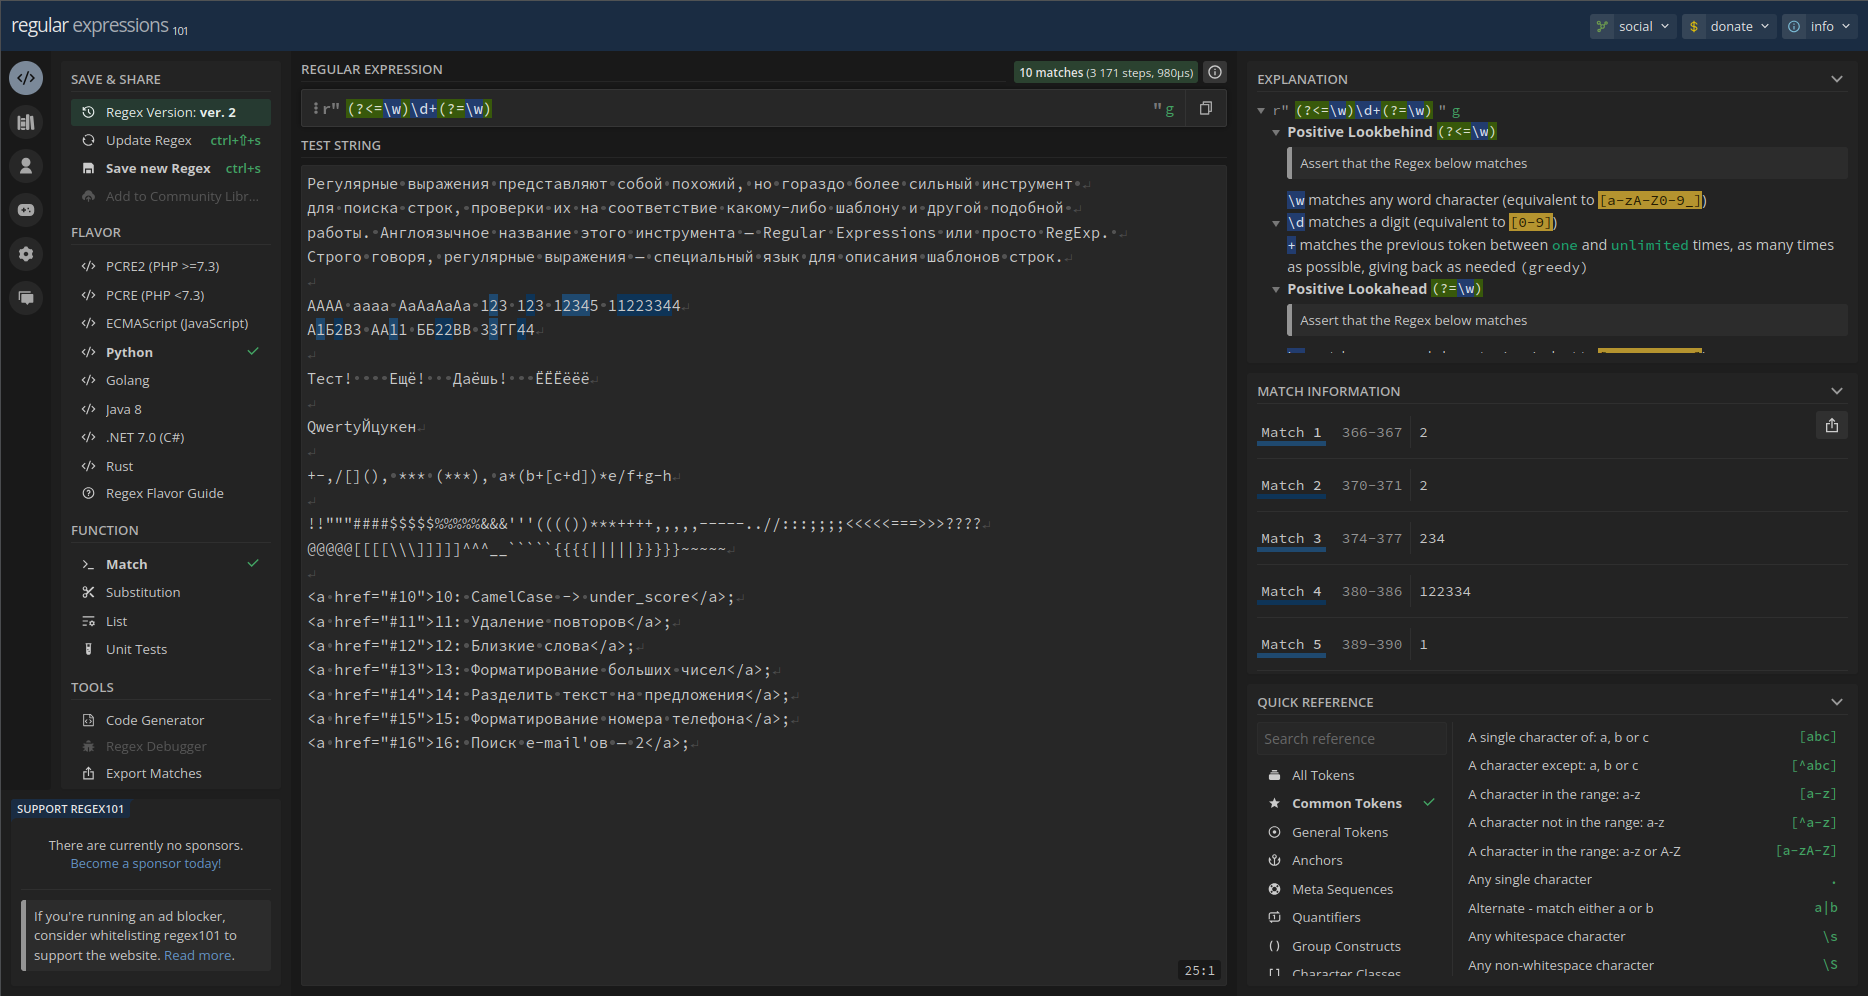 regular expressions 101
social
donate
info
SAVE & SHARE
Regex Version: ver. 2
Update Regex ctrl+⇧+s
Save new Regex ctrl+s
Add to Community Libr...
FLAVOR
PCRE2 (PHP >=7.3)
PCRE (PHP <7.3)
ECMAScript (JavaScript)
Python
Golang
Java 8
.NET 7.0 (C#)
Rust
Regex Flavor Guide
FUNCTION
Match
Substitution
List
Unit Tests
TOOLS
Code Generator
Regex Debugger
Export Matches
SUPPORT REGEX101
There are currently no sponsors.
Become a sponsor today!
If you're running an ad blocker,
consider whitelisting regex101 to
support the website. Read more.
REGULAR EXPRESSION
10 matches (3 171 steps, 980µs)
r" (?<=\w)\d+(?=\w) " g
TEST STRING
Регулярные выражения представляют собой похожий, но гораздо более сильный инструмент
для поиска строк, проверки их на соответствие какому-либо шаблону и другой подобной
работы. Англоязычное название этого инструмента — Regular Expressions или просто RegExp.
Строго говоря, регулярные выражения — специальный язык для описания шаблонов строк.
АААА аааа АаАаАаАа 123 123 12345 11223344
А1Б2В3 АА11 ББ22ВВ 33ГГ44
Тест!    Ещё!   Даёшь!   ЁЁЁёёё
QwertyЙцукен
+-,/[](), *** (***), a*(b+[c+d])*e/f+g-h
!!"""####$$$$$%%%%%&&&'''(((())***++++,,,,,-----..//:::;;;;<<<<<===>>>????
@@@@@[[[[\\\]]]]]^^^__`````{{{{|||||}}}}}~~~~~
<a href="#10">10: CamelCase -> under_score</a>;
<a href="#11">11: Удаление повторов</a>;
<a href="#12">12: Близкие слова</a>;
<a href="#13">13: Форматирование больших чисел</a>;
<a href="#14">14: Разделить текст на предложения</a>;
<a href="#15">15: Форматирование номера телефона</a>;
<a href="#16">16: Поиск e-mail'ов — 2</a>;
25:1
EXPLANATION
r" (?<=\w)\d+(?=\w) " g
Positive Lookbehind (?<=\w)
Assert that the Regex below matches
\w matches any word character (equivalent to [a-zA-Z0-9_])
\d matches a digit (equivalent to [0-9])
+ matches the previous token between one and unlimited times, as many times
as possible, giving back as needed (greedy)
Positive Lookahead (?=\w)
Assert that the Regex below matches
MATCH INFORMATION
Match 1 366-367 2
Match 2 370-371 2
Match 3 374-377 234
Match 4 380-386 122334
Match 5 389-390 1
QUICK REFERENCE
Search reference
All Tokens
Common Tokens
General Tokens
Anchors
Meta Sequences
Quantifiers
Group Constructs
Character Classes
A single character of: a, b or c [abc]
A character except: a, b or c [^abc]
A character in the range: a-z [a-z]
A character not in the range: a-z [^a-z]
A character in the range: a-z or A-Z [a-zA-Z]
Any single character .
Alternate - match either a or b a|b
Any whitespace character \s
Any non-whitespace character \S